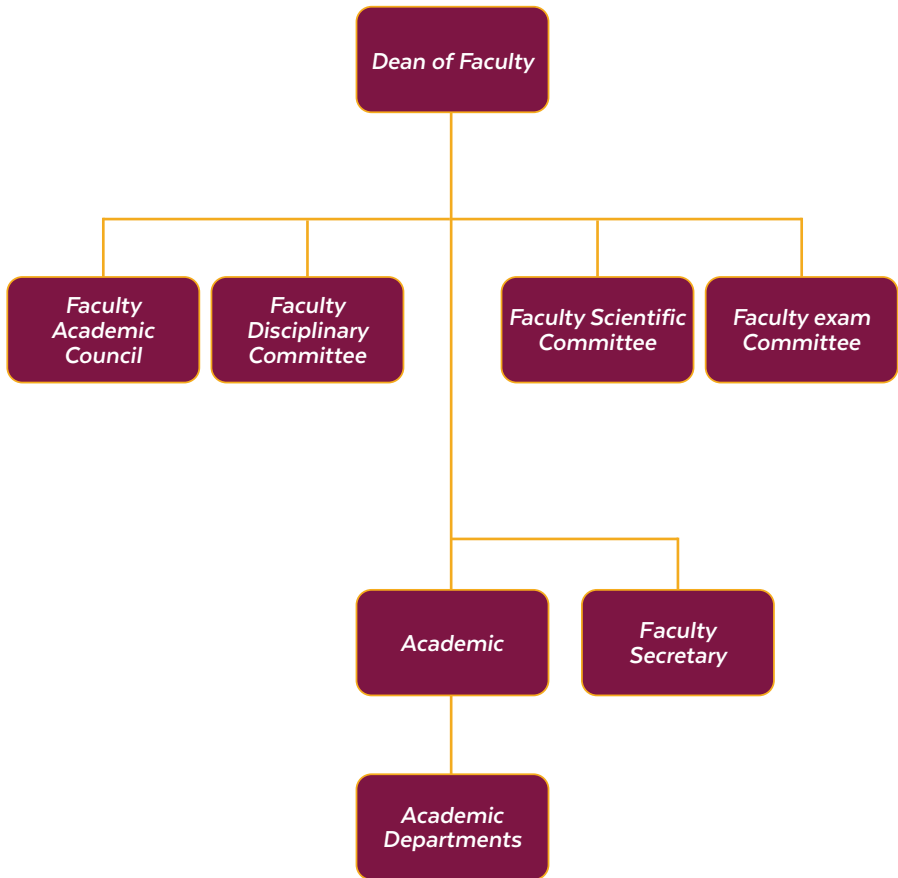 Dean of Faculty
Faculty
Academic
Council
Faculty
Disciplinary
Committee
Faculty Scientific
Committee
Faculty exam
Committee
Academic
Faculty
Secretary
Academic
Departments